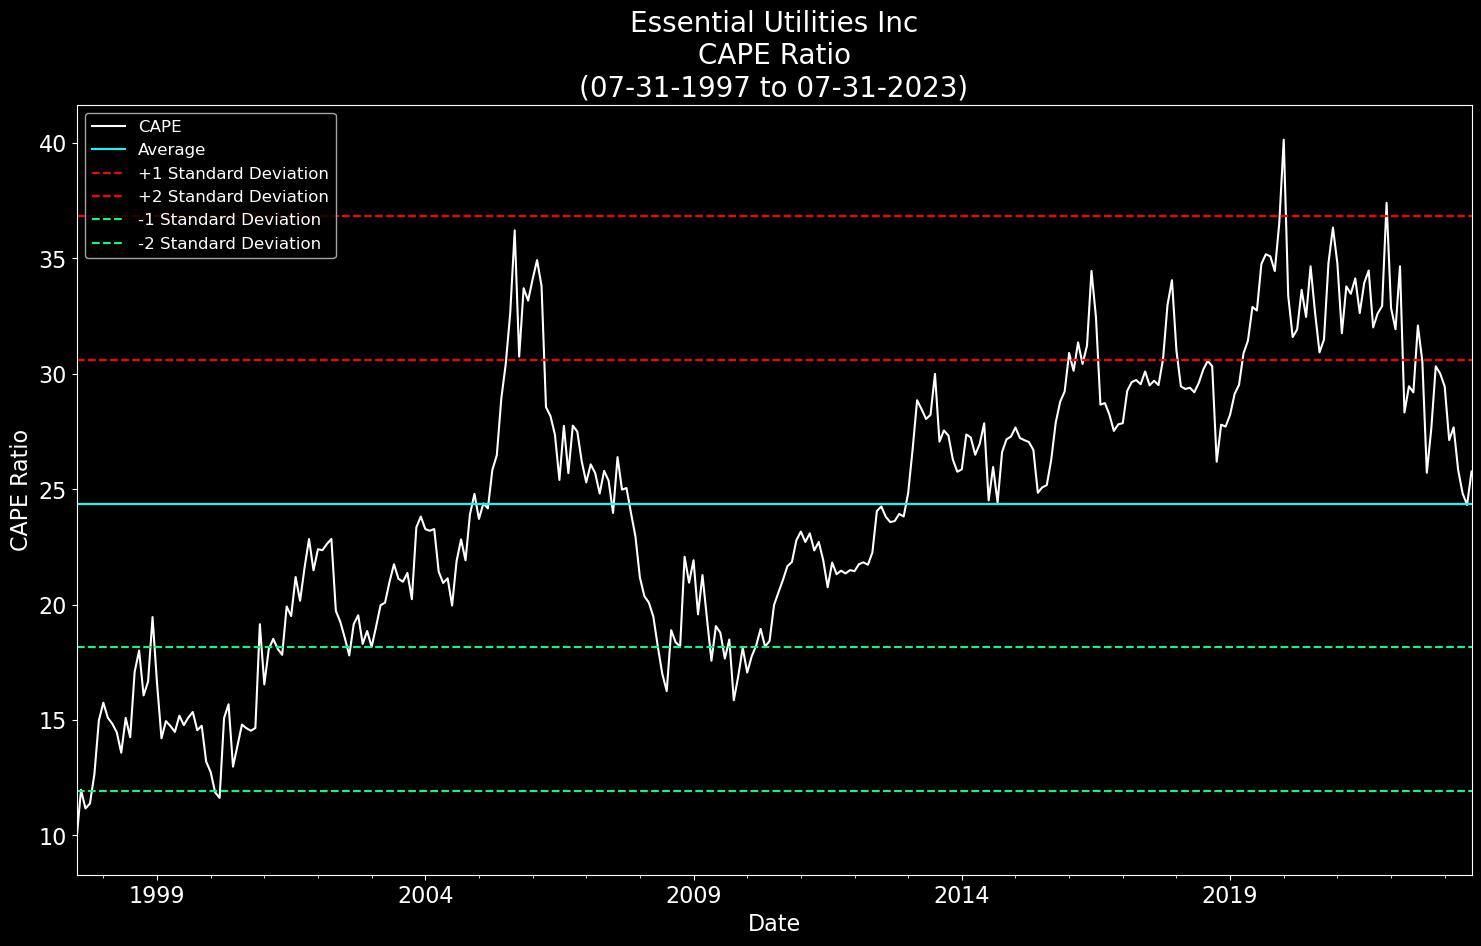 Essential Utilities Inc
CAPE Ratio
(07-31-1997 to 07-31-2023)
CAPE
Average
+1 Standard Deviation
+2 Standard Deviation
-1 Standard Deviation
-2 Standard Deviation
40
35
30
25
20
15
10
CAPE Ratio
1999 2004 2009 2014 2019
Date